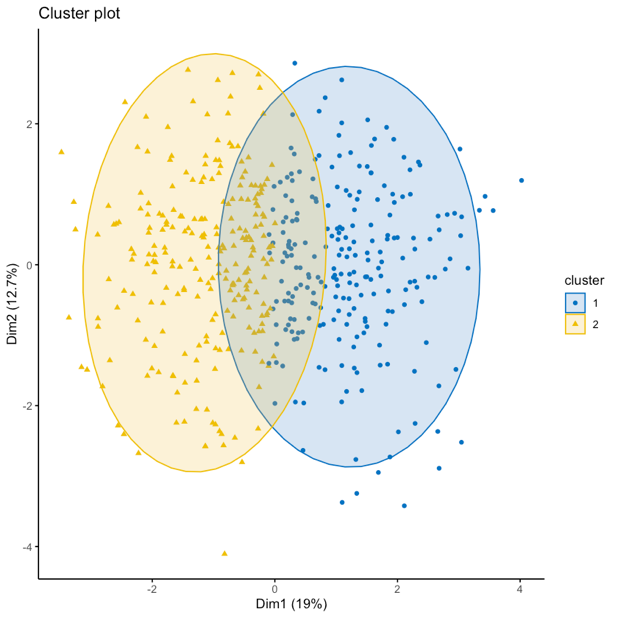 Cluster plot
2
0
-2
-4
Dim2 (12.7%)
-2
0
2
4
Dim1 (19%)
cluster
1
2